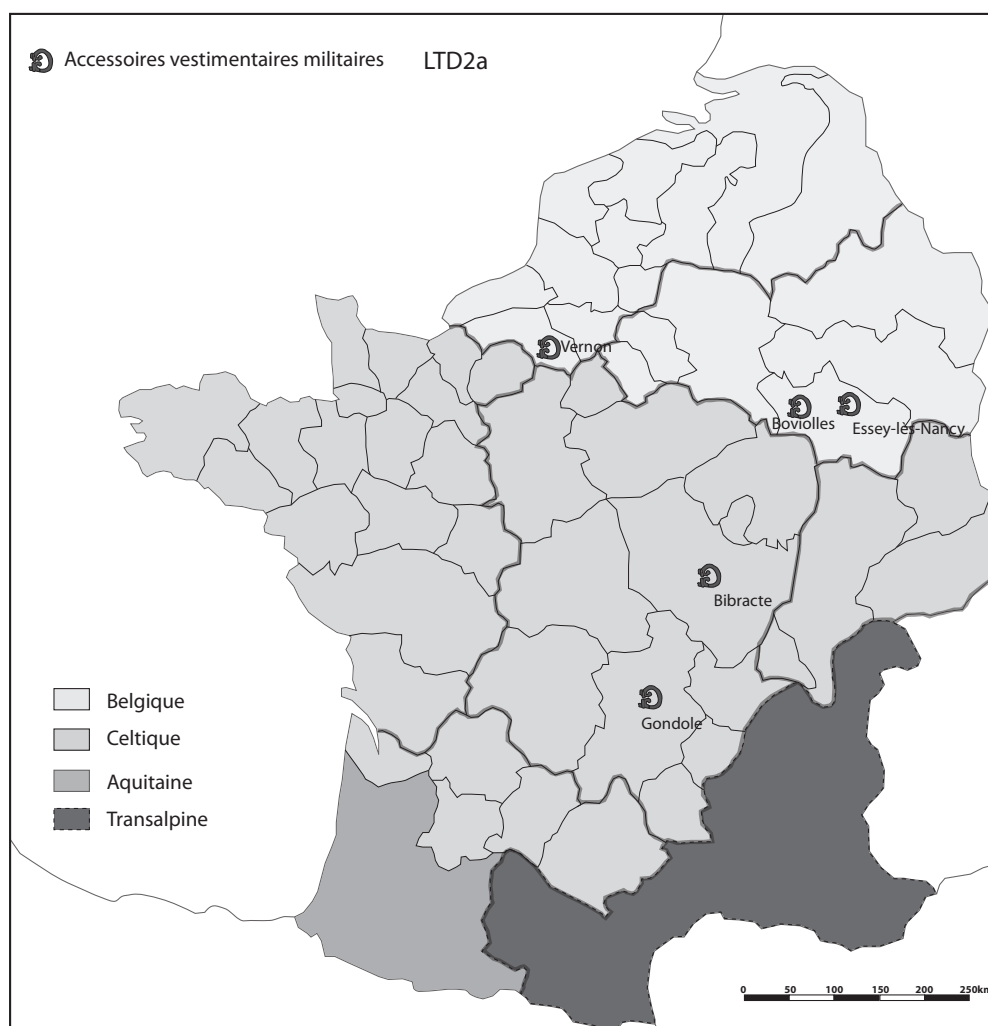 Accessoires vestimentaires militaires LTD2a
Vernon
Boviolles
Essey-lès-Nancy
Bibracte
Gondole
Belgique
Celtique
Aquitaine
Transalpine
0 50 100 150 200 250km